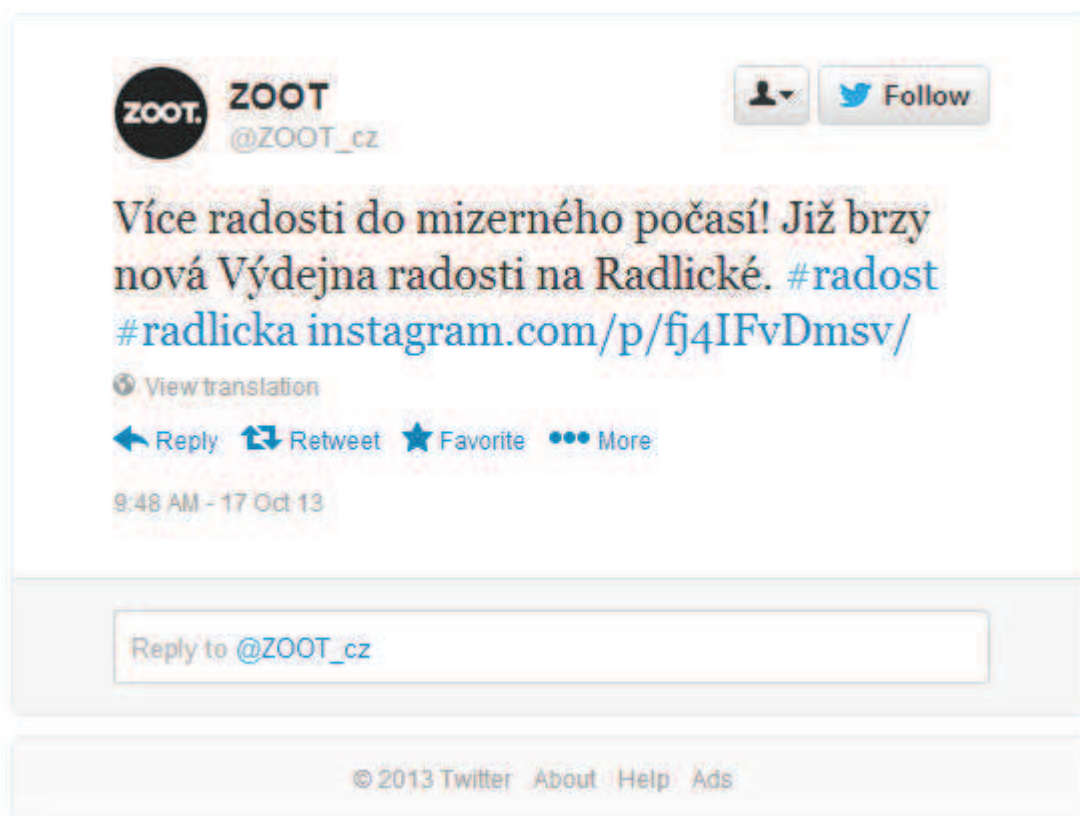 ZOOT.
ZOOT
@ZOOT_cz
Follow
Více radosti do mizerného počasí! Již brzy
nová Výdejna radosti na Radlické. #radost
#radlicka instagram.com/p/fj4IFvDmsv/
View translation
Reply Retweet Favorite More
9:48 AM - 17 Oct 13
Reply to @ZOOT_cz
© 2013 Twitter About Help Ads